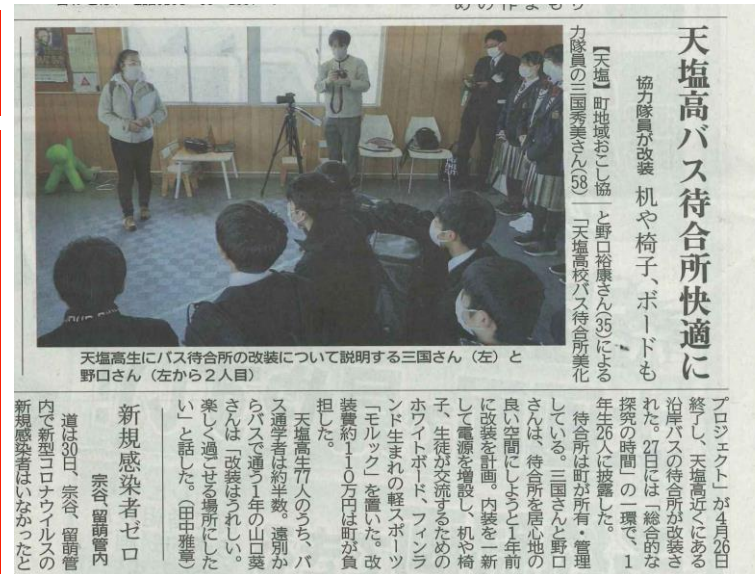 天塩高バス待合所快適に
協力隊員が改装 机や椅子、ボードも
【天塩】町地域おこし協
力隊員の三国秀美さん(58)
と野口裕康さん(35)による
「天塩高校バス待合所美化
天塩高生にバス待合所の改装について説明する三国さん(左)と
野口さん(左から2人目)
プロジェクト」が4月26日
終了し、天塩高近くにある
沿岸バスの待合所が改装さ
れた。27日には「総合的な
探究の時間」の一環で、1
年生26人に披露した。
待合所は町が所有・管理
している。三国さんと野口
さんは、待合所を居心地の
良い空間にしようと1年前
に改装を計画。内装を一新
して電源を増設し、机や椅
子、生徒が交流するための
ホワイトボード、フィンラ
ンド生まれの軽スポーツ
「モルック」を置いた。改
装費約110万円は町が負
担した。
天塩高生77人のうち、バ
ス通学者は約半数。遠別か
らバスで通う1年の山口葵
さんは「改装はうれしい。
楽しく過ごせる場所にした
い」と話した。(田中雅章)
新規感染者ゼロ
宗谷、留萌管内
道は30日、宗谷、留萌管
内で新型コロナウイルスの
新規感染者はいなかったと